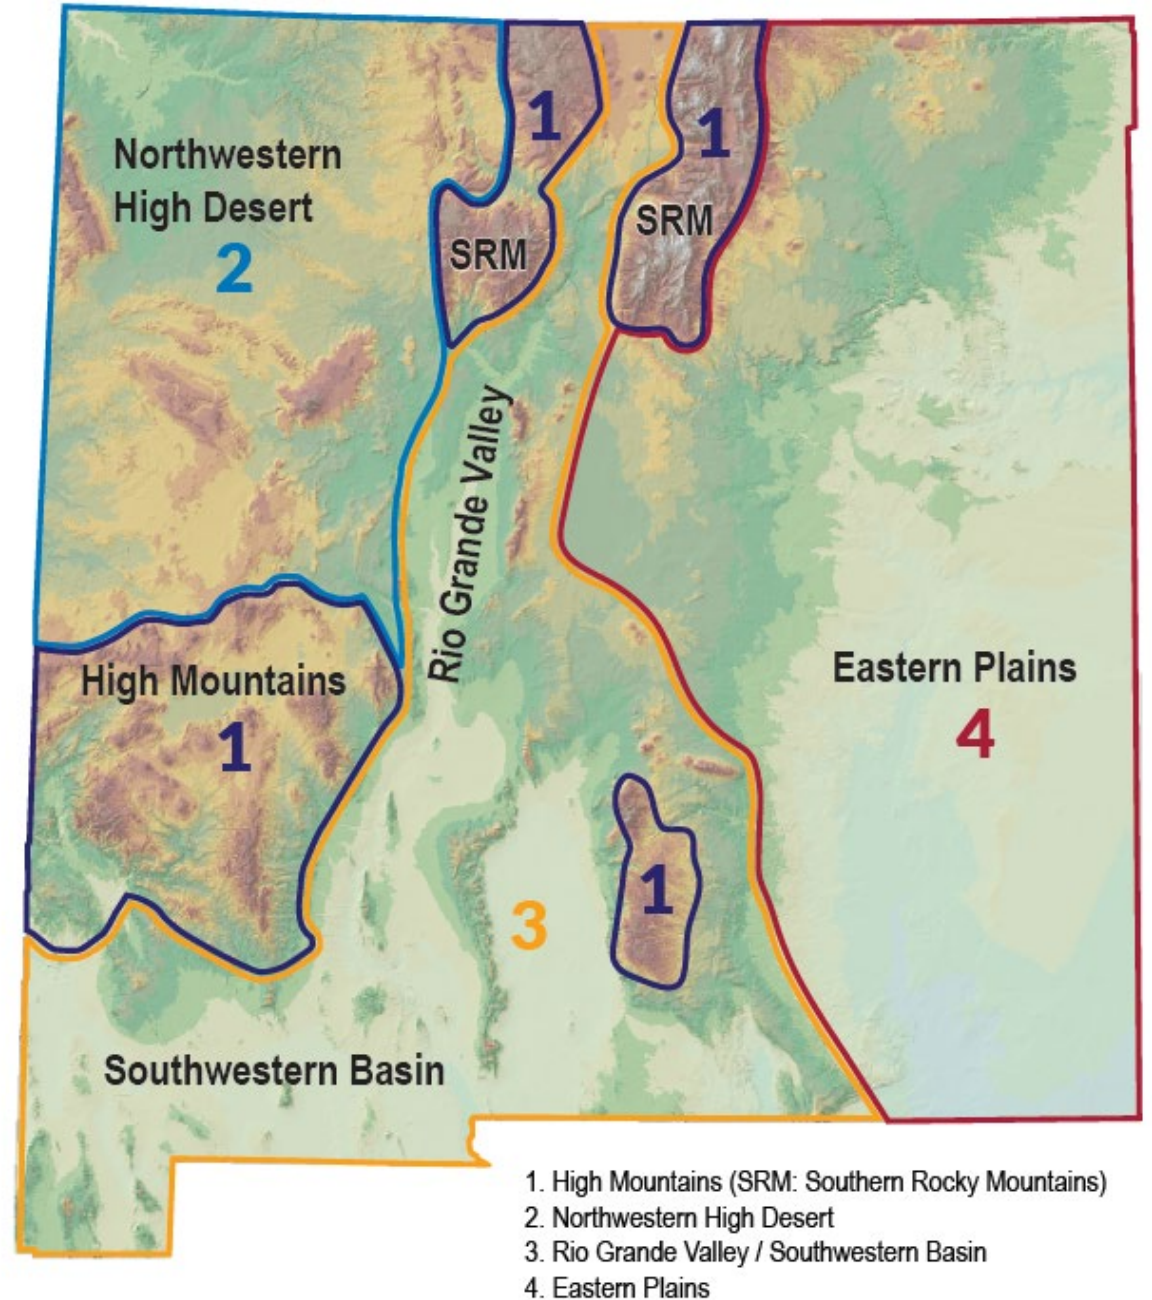 1
1
Northwestern
High Desert
2
SRM
SRM
Rio Grande Valley
High Mountains
1
Eastern Plains
4
1
3
Southwestern Basin
1. High Mountains (SRM: Southern Rocky Mountains)
2. Northwestern High Desert
3. Rio Grande Valley / Southwestern Basin
4. Eastern Plains